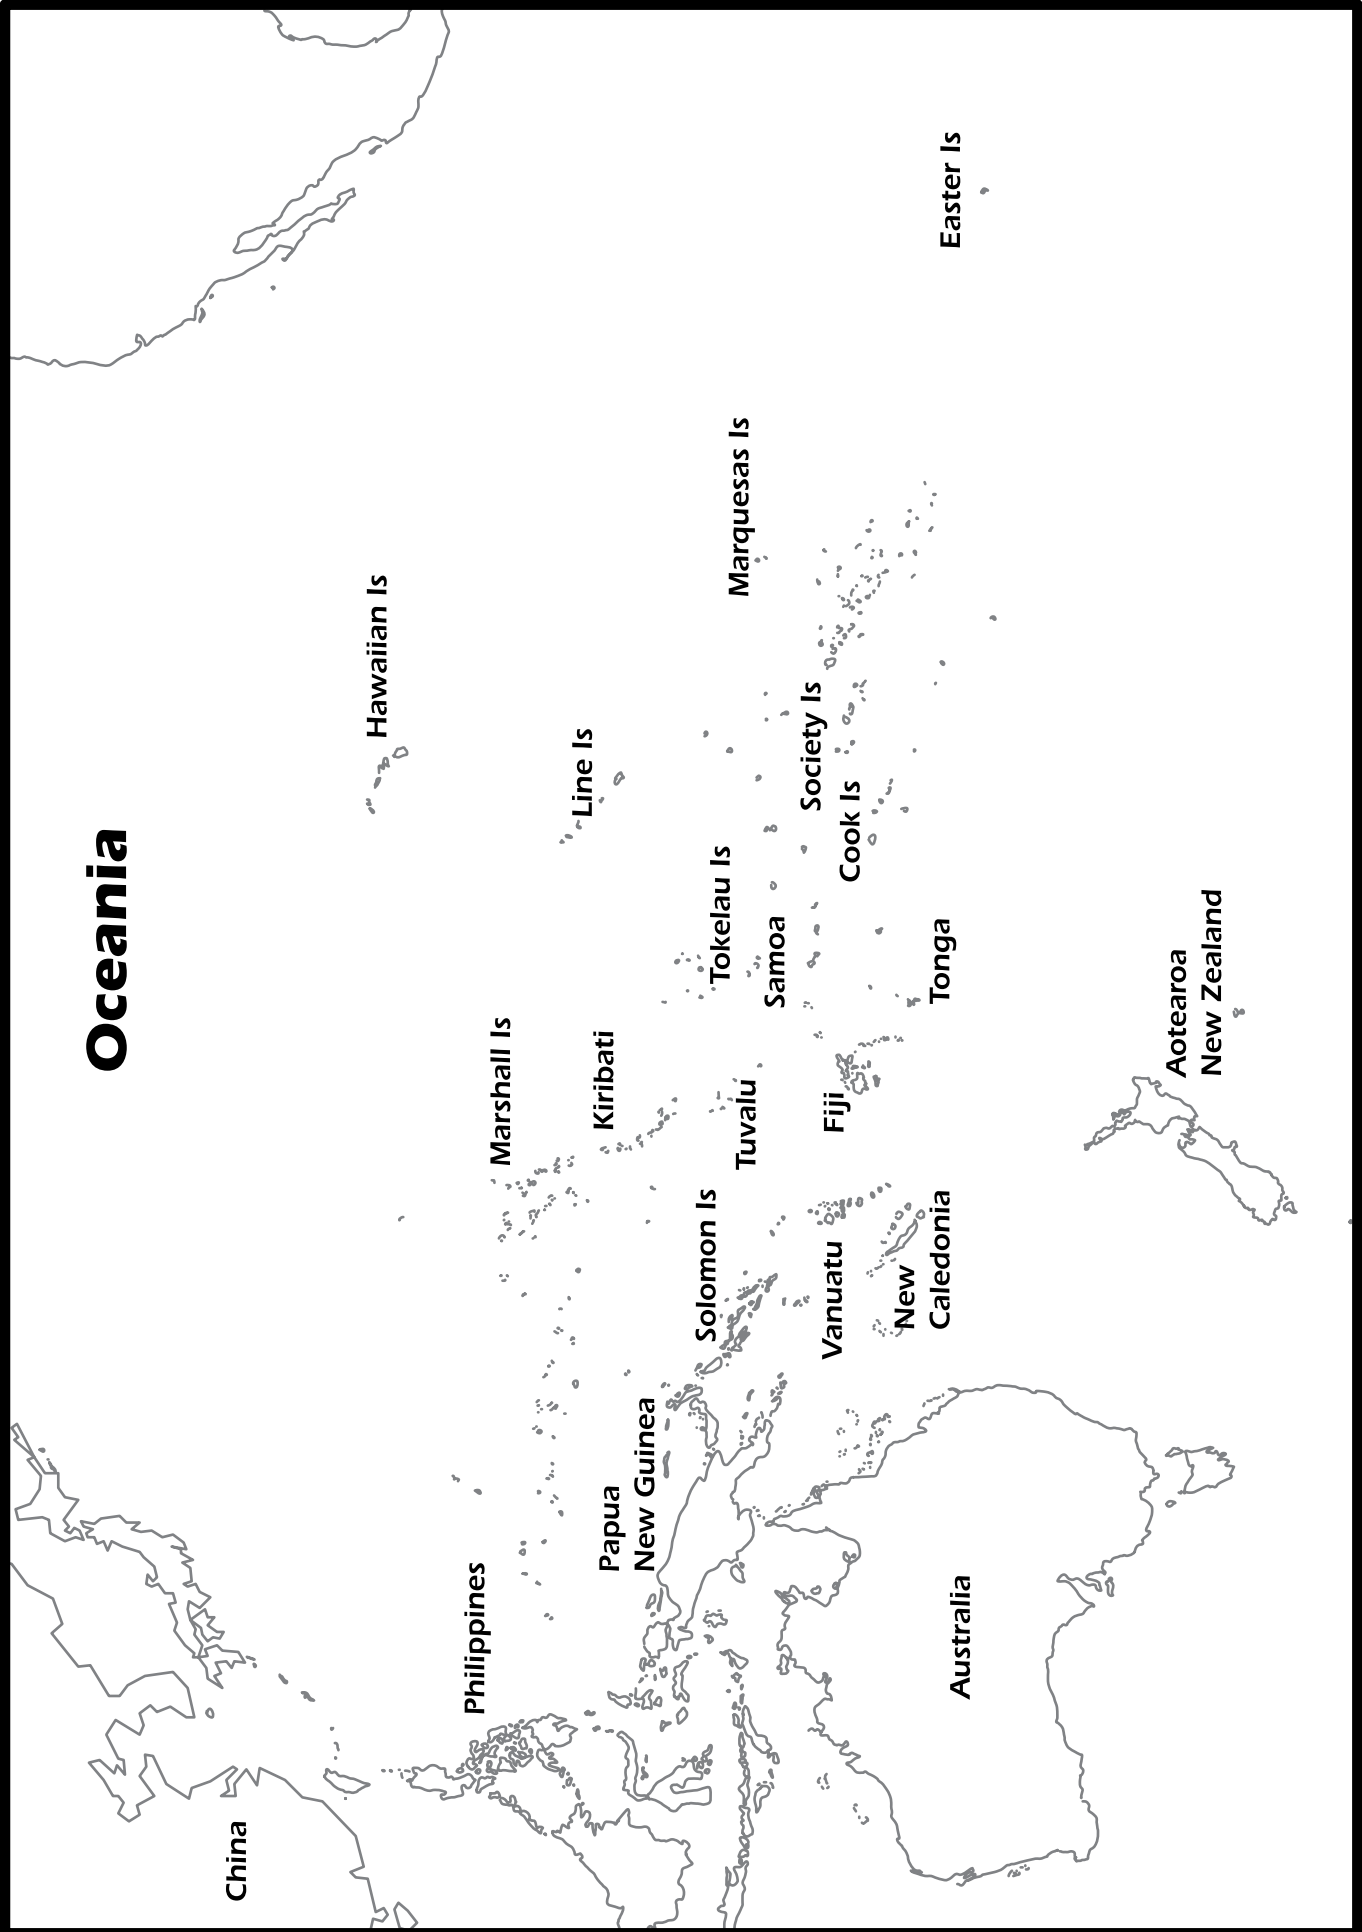 Oceania
China
Philippines
Hawaiian Is
Marshall Is
Line Is
Kiribati
Papua
New Guinea
Marquesas Is
Tokelau Is
Solomon Is
Tuvalu
Samoa
Society Is
Cook Is
Fiji
Vanuatu
Easter Is
Tonga
New
Caledonia
Australia
Aotearoa
New Zealand